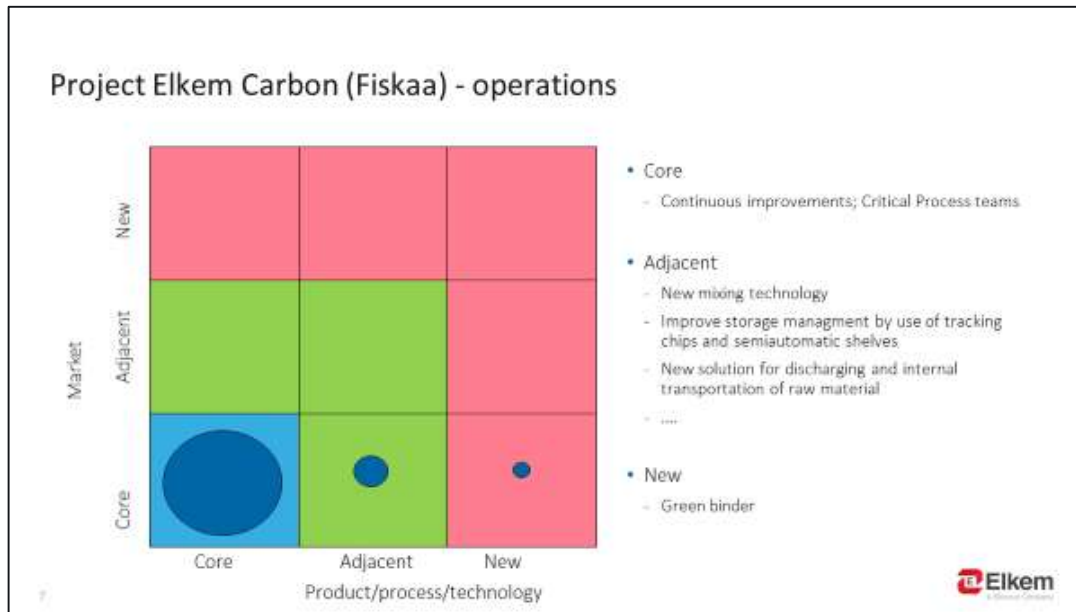 Project Elkem Carbon (Fiskaa) - operations
New
Adjacent
Core
Market
Core
Adjacent
New
Product/process/technology
• Core
- Continuous improvements; Critical Process teams
• Adjacent
- New mixing technology
- Improve storage managment by use of tracking
chips and semiautomatic shelves
- New solution for discharging and internal
transportation of raw material
- ....
• New
- Green binder
7
Elkem